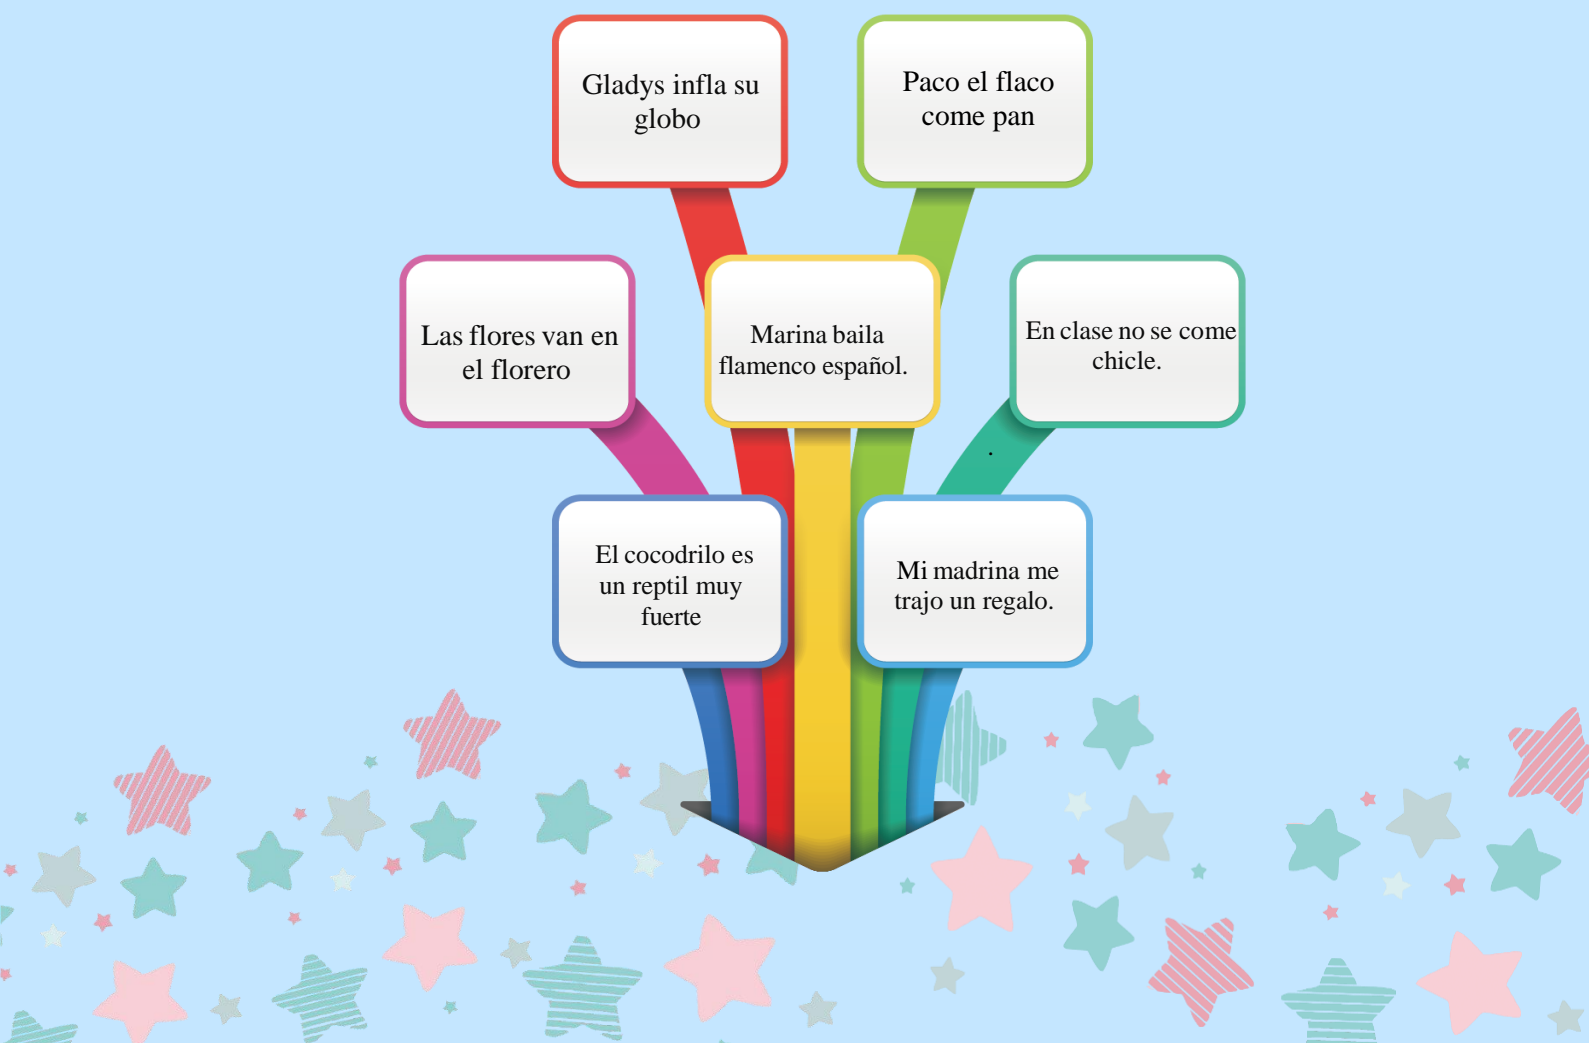 Gladys infla su
globo
Paco el flaco
come pan
Las flores van en
el florero
Marina baila
flamenco español.
En clase no se come
chicle.
.
El cocodrilo es
un reptil muy
fuerte
Mi madrina me
trajo un regalo.